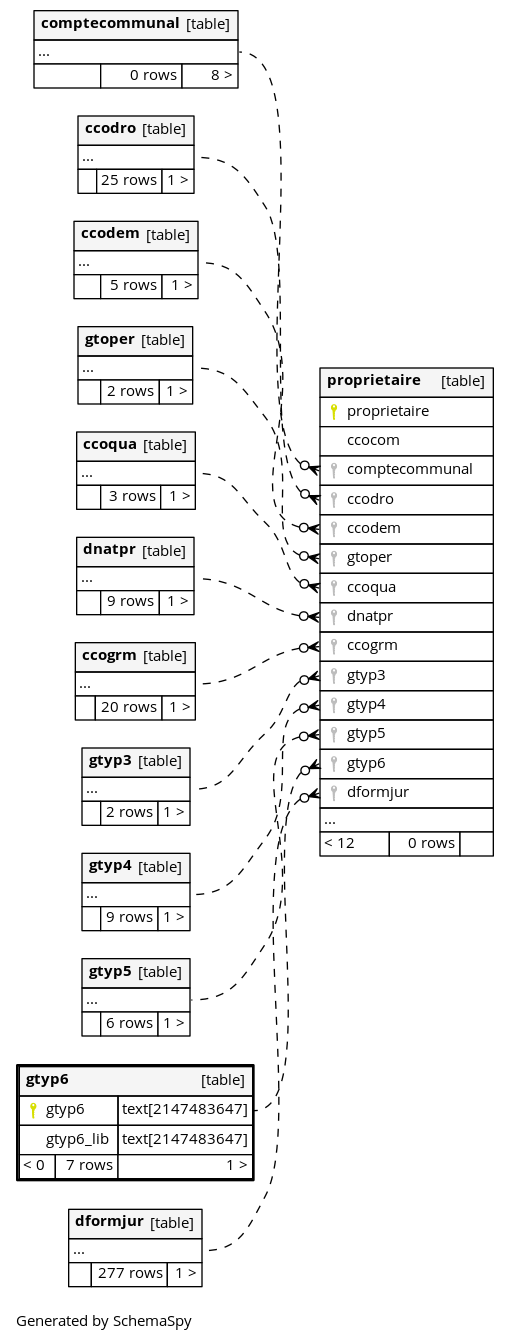 comptecommunal [table]
...
0 rows 8 >
ccodro [table]
...
25 rows 1 >
ccodem [table]
...
5 rows 1 >
gtoper [table]
...
2 rows 1 >
ccoqua [table]
...
3 rows 1 >
dnatpr [table]
...
9 rows 1 >
ccogrm [table]
...
20 rows 1 >
gtyp3 [table]
...
2 rows 1 >
gtyp4 [table]
...
9 rows 1 >
gtyp5 [table]
...
6 rows 1 >
gtyp6 [table]
gtyp6 text[2147483647]
gtyp6_lib text[2147483647]
< 0 7 rows 1 >
dformjur [table]
...
277 rows 1 >
proprietaire [table]
proprietaire
ccocom
comptecommunal
ccodro
ccodem
gtoper
ccoqua
dnatpr
ccogrm
gtyp3
gtyp4
gtyp5
gtyp6
dformjur
...
< 12 0 rows
Generated by SchemaSpy